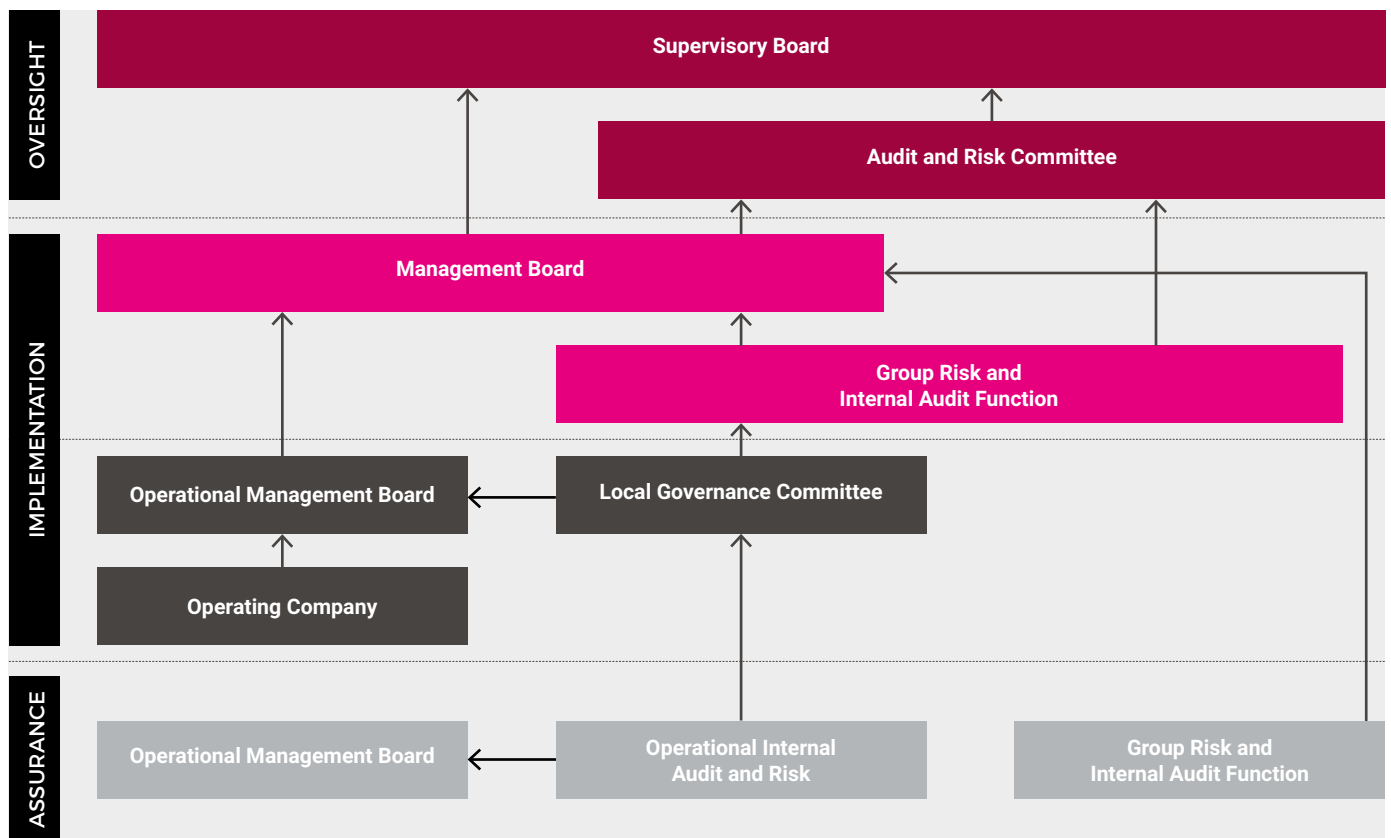 OVERSIGHT
Supervisory Board
Audit and Risk Committee
IMPLEMENTATION
Management Board
Group Risk and
Internal Audit Function
Operational Management Board
Local Governance Committee
Operating Company
ASSURANCE
Operational Management Board
Operational Internal
Audit and Risk
Group Risk and
Internal Audit Function